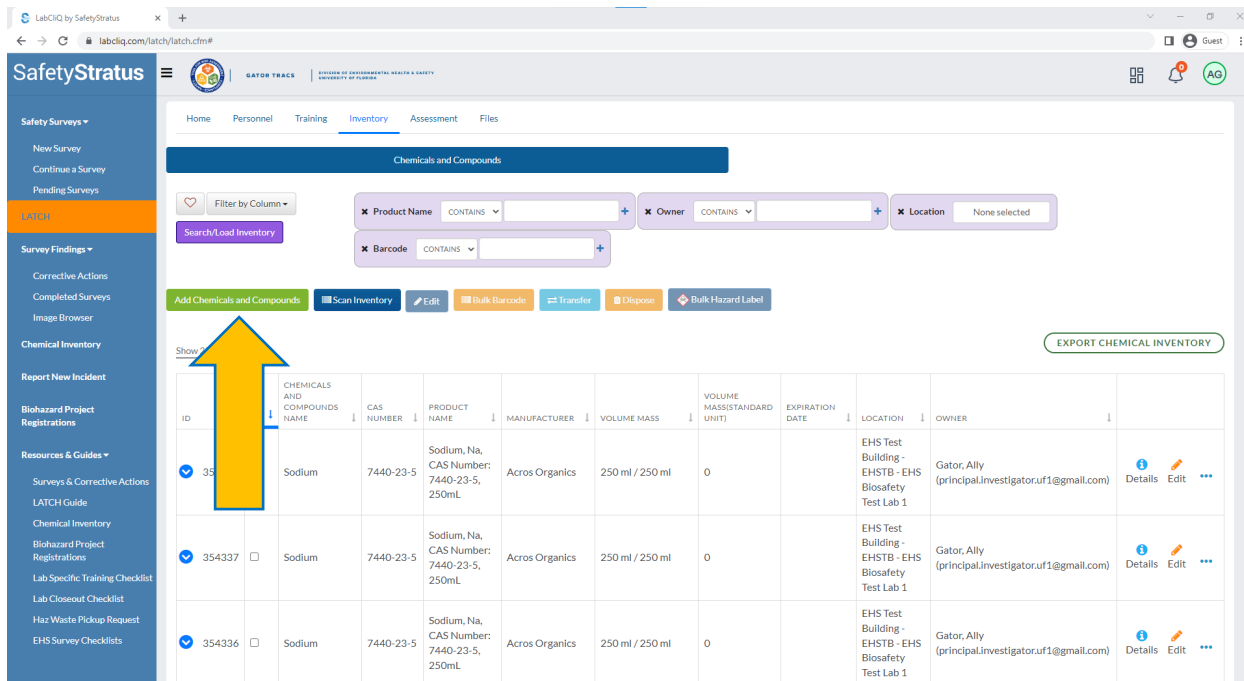 LabCliQ by SafetyStratus
labcliq.com/latch/latch.cfm#
Guest
SafetyStratus
GATOR TRACS
DIVISION OF ENVIRONMENTAL HEALTH & SAFETY
UNIVERSITY OF FLORIDA
0
AG
Safety Surveys
New Survey
Continue a Survey
Pending Surveys
LATCH
Survey Findings
Corrective Actions
Completed Surveys
Image Browser
Chemical Inventory
Report New Incident
Biohazard Project
Registrations
Resources & Guides
Surveys & Corrective Actions
LATCH Guide
Chemical Inventory
Biohazard Project
Registrations
Lab Specific Training Checklist
Lab Closeout Checklist
Haz Waste Pickup Request
EHS Survey Checklists
Home Personnel Training Inventory Assessment Files
Chemicals and Compounds
Filter by Column
Search/Load Inventory
Product Name CONTAINS
Owner CONTAINS
Location None selected
Barcode CONTAINS
Add Chemicals and Compounds Scan Inventory Edit Bulk Barcode Transfer Dispose Bulk Hazard Label
Show
EXPORT CHEMICAL INVENTORY
ID
CHEMICALS
AND
COMPOUNDS
NAME
CAS
NUMBER
PRODUCT
NAME
MANUFACTURER
VOLUME MASS
VOLUME
MASS(STANDARD
UNIT)
EXPIRATION
DATE
LOCATION
OWNER
Sodium
7440-23-5
Sodium, Na,
CAS Number:
7440-23-5,
250mL
Acros Organics
250 ml / 250 ml
0
EHS Test
Building -
EHSTB - EHS
Biosafety
Test Lab 1
Gator, Ally
(principal.investigator.uf1@gmail.com)
Details Edit
354337
Sodium
7440-23-5
Sodium, Na,
CAS Number:
7440-23-5,
250mL
Acros Organics
250 ml / 250 ml
0
EHS Test
Building -
EHSTB - EHS
Biosafety
Test Lab 1
Gator, Ally
(principal.investigator.uf1@gmail.com)
Details Edit
354336
Sodium
7440-23-5
Sodium, Na,
CAS Number:
7440-23-5,
250mL
Acros Organics
250 ml / 250 ml
0
EHS Test
Building -
EHSTB - EHS
Biosafety
Test Lab 1
Gator, Ally
(principal.investigator.uf1@gmail.com)
Details Edit